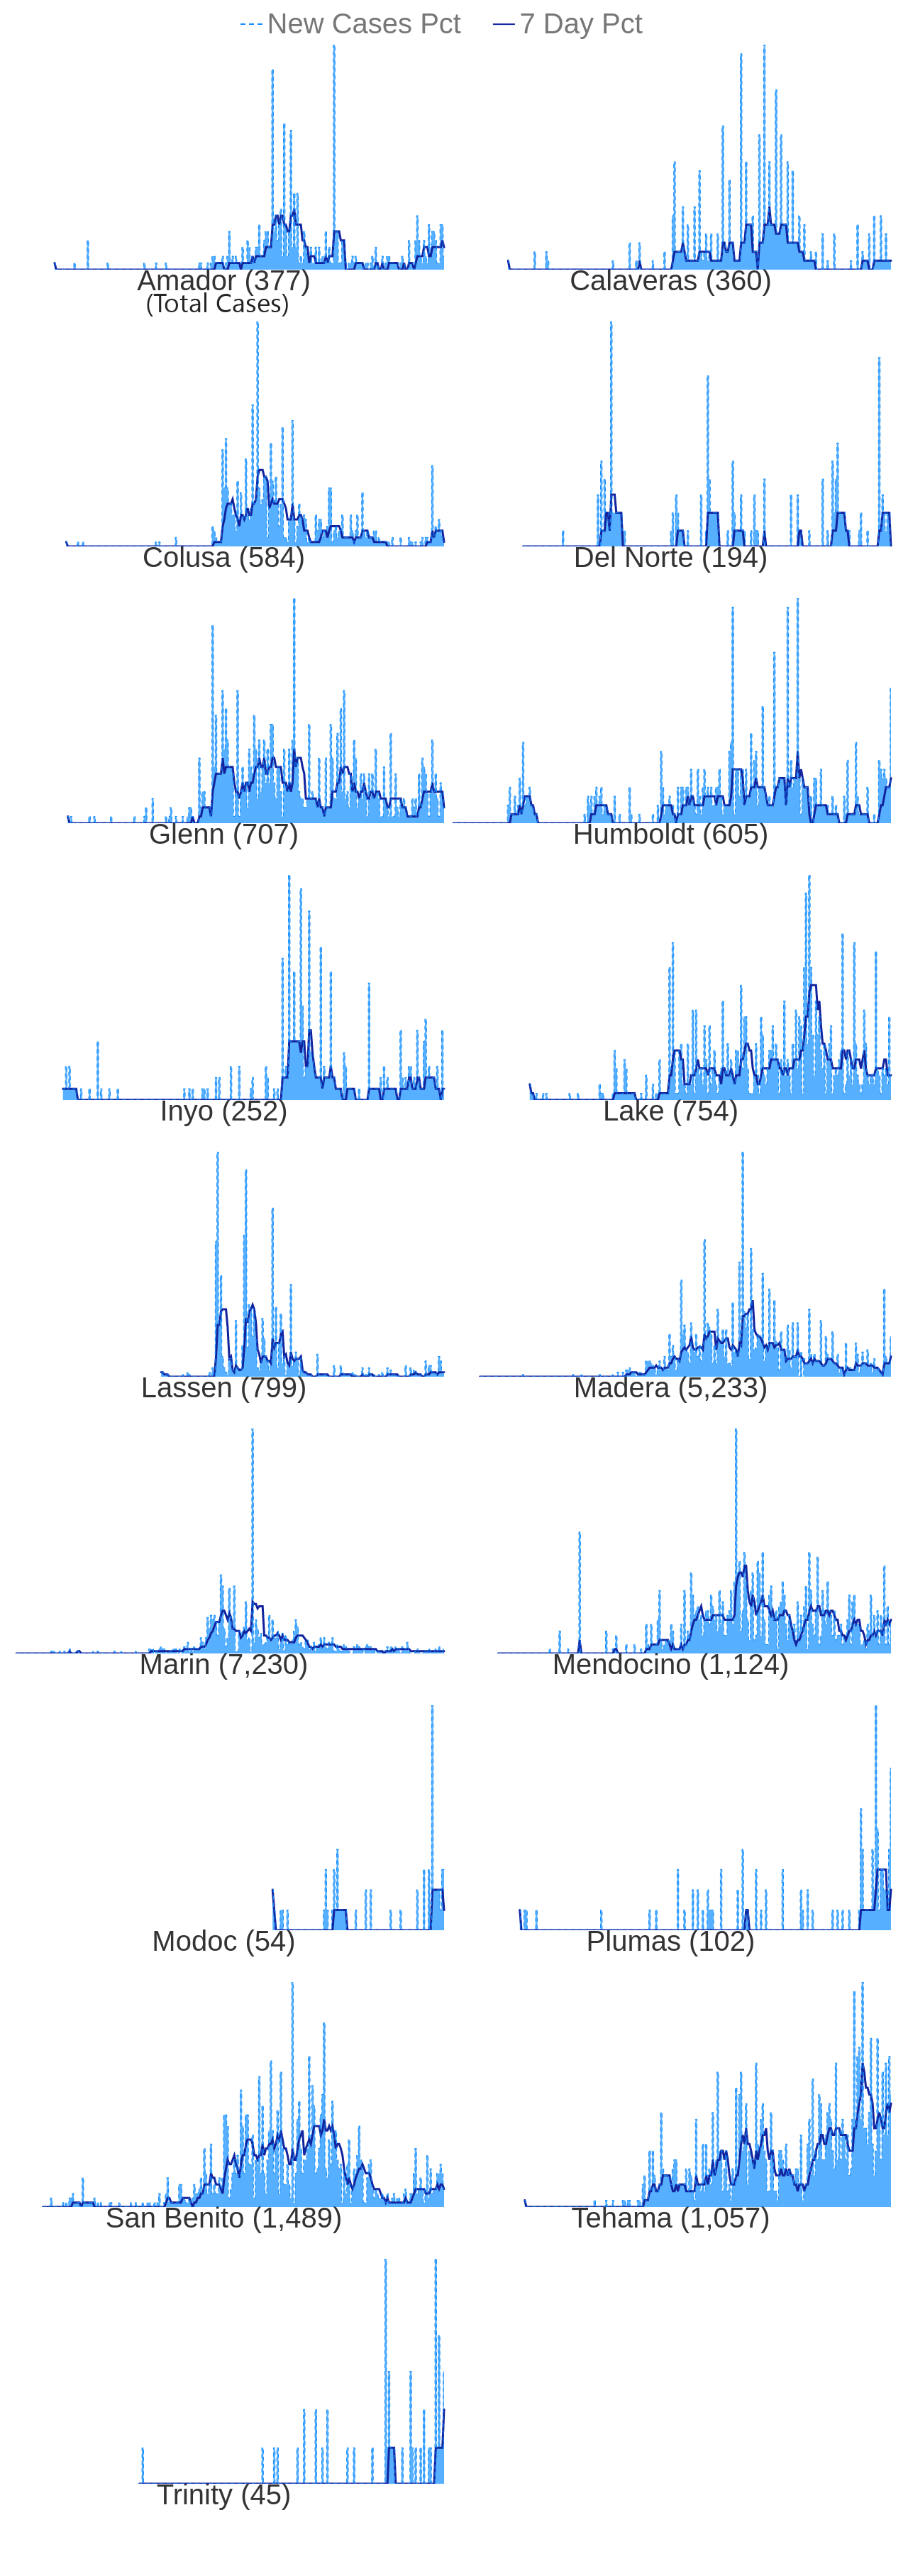 New Cases Pct 7 Day Pct
Amador (377) Calaveras (360)
(Total Cases)
Colusa (584) Del Norte (194)
Glenn (707) Humboldt (605)
Inyo (252) Lake (754)
Lassen (799) Madera (5,233)
Marin (7,230) Mendocino (1,124)
Modoc (54) Plumas (102)
San Benito (1,489) Tehama (1,057)
Trinity (45)